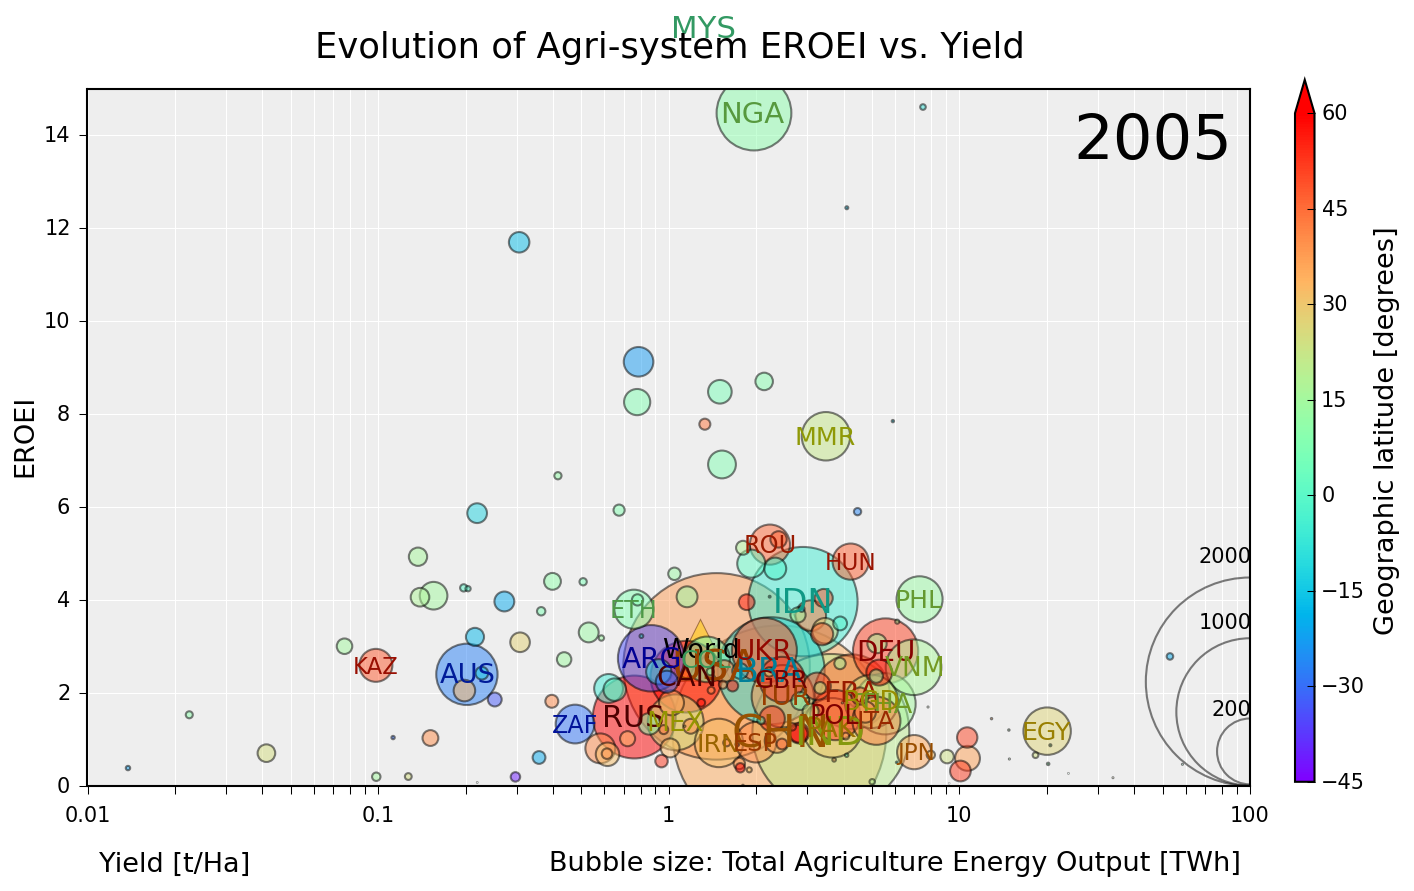 MYS
Evolution of Agri-system EROEI vs. Yield
2005
NGA
MMR
ROU
HUN
IDN
PHL
ETH
World
UKR
DEU
ARG
KAZ
AUS
CAN
BRA
GBR
VNM
TUR
FRA
RUS
POL
ITA
ZAF
MEX
CHN
IND
EGY
IRN
ESP
JPN
EROEI
14
12
10
8
6
4
2
0
0.01
0.1
1
10
100
Yield [t/Ha]
Bubble size: Total Agriculture Energy Output [TWh]
2000
1000
200
60
45
30
15
0
−15
−30
−45
Geographic latitude [degrees]